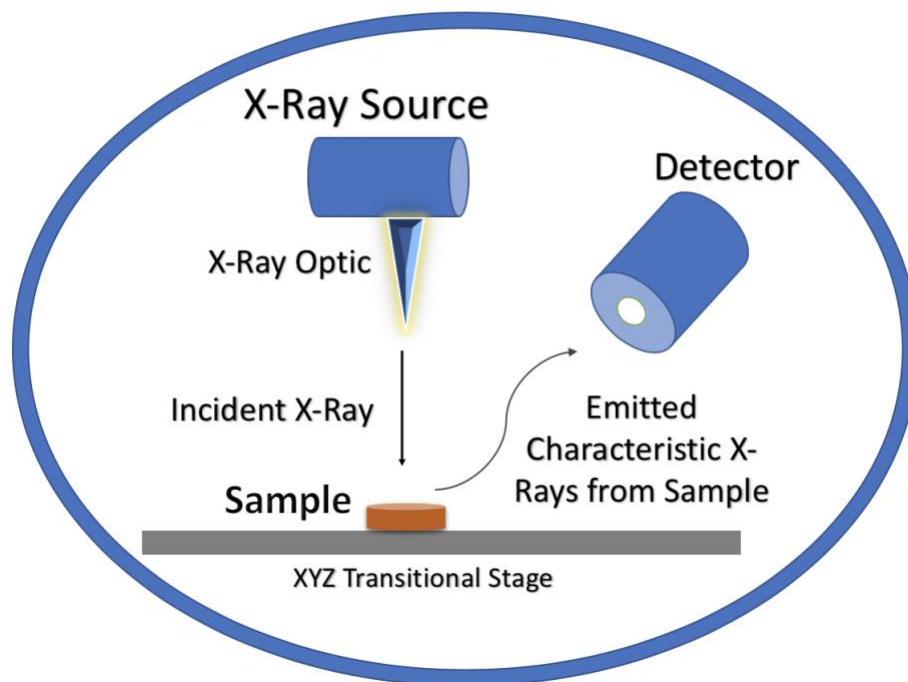 X-Ray Source
Detector
X-Ray Optic
Incident X-Ray
Emitted
Characteristic X-
Rays from Sample
Sample
XYZ Transitional Stage